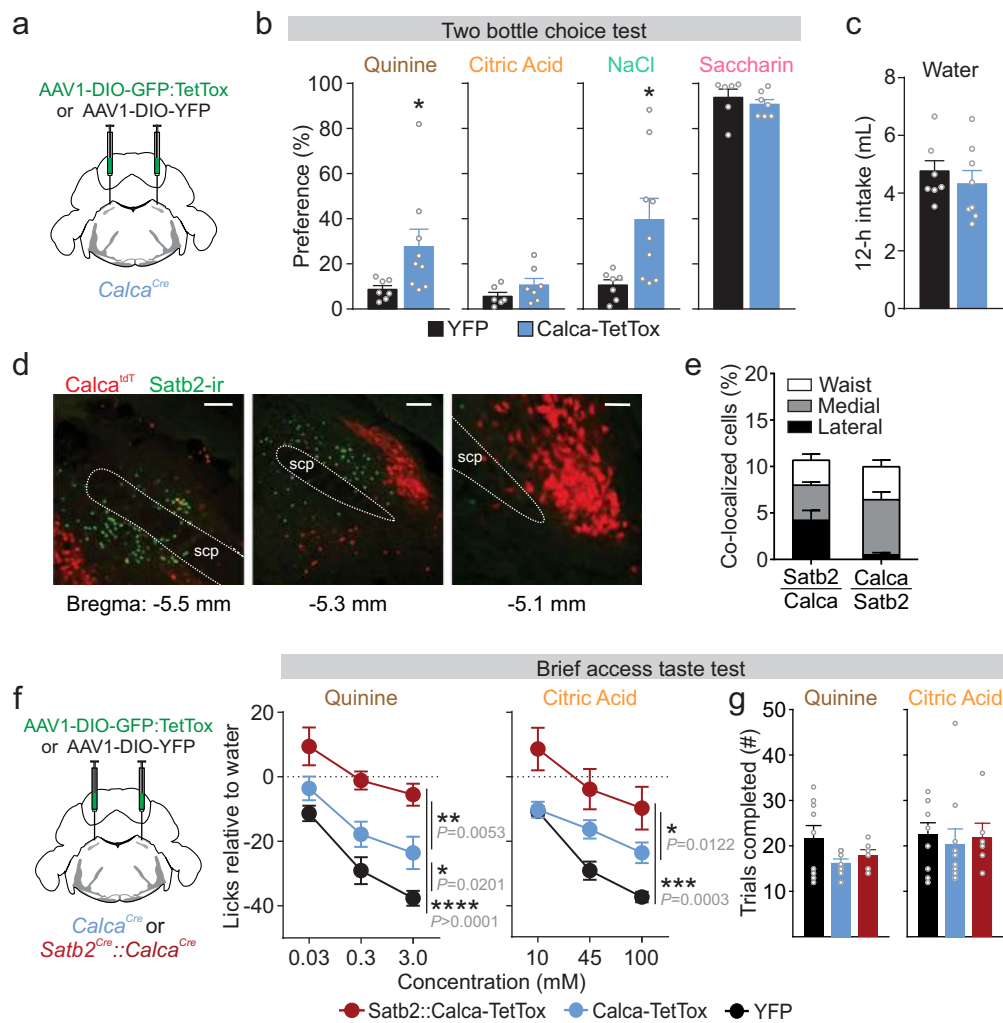 a
AAV1-DIO-GFP:TetTox
or AAV1-DIO-YFP
Calca^Cre
b
Two bottle choice test
Quinine
Citric Acid
NaCl
Saccharin
Preference (%)
100
80
60
40
20
0
*
*
YFP
Calca-TetTox
c
Water
12-h intake (mL)
8
6
4
2
0
d
Calca^tdT Satb2-ir
scp
scp
scp
Bregma: -5.5 mm
-5.3 mm
-5.1 mm
e
Co-localized cells (%)
20
15
10
5
0
Waist
Medial
Lateral
Satb2
Calca
Calca
Satb2
Brief access taste test
f
AAV1-DIO-GFP:TetTox
or AAV1-DIO-YFP
Calca^Cre or
Satb2^Cre::Calca^Cre
Quinine
Citric Acid
Licks relative to water
20
0
-20
-40
**
P=0.0053
*
P=0.0201
****
P>0.0001
*
P=0.0122
***
P=0.0003
0.03
0.3
3.0
10
45
100
Concentration (mM)
Satb2::Calca-TetTox
Calca-TetTox
YFP
g
Quinine
Citric Acid
Trials completed (#)
50
40
30
20
10